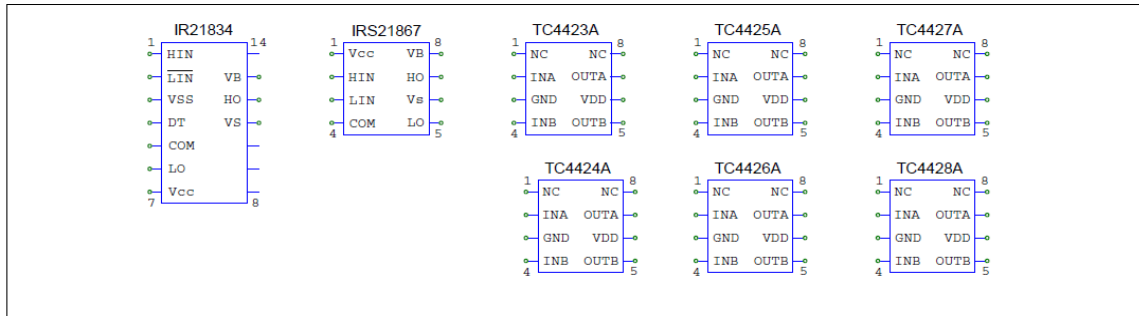 IR21834 IRS21867 TC4423A TC4425A TC4427A
1 14 1 8 1 8 1 8 1 8
HIN Vcc VB NC NC NC NC NC NC
LIN VB HIN HO INA OUTA INA OUTA INA OUTA
VSS HO LIN Vs GND VDD GND VDD GND VDD
DT VS COM LO INB OUTB INB OUTB INB OUTB
4 5 4 5 4 5 4 5
COM
LO
Vcc
7 8
TC4424A TC4426A TC4428A
1 8 1 8 1 8
NC NC NC NC NC NC
INA OUTA INA OUTA INA OUTA
GND VDD GND VDD GND VDD
INB OUTB INB OUTB INB OUTB
4 5 4 5 4 5